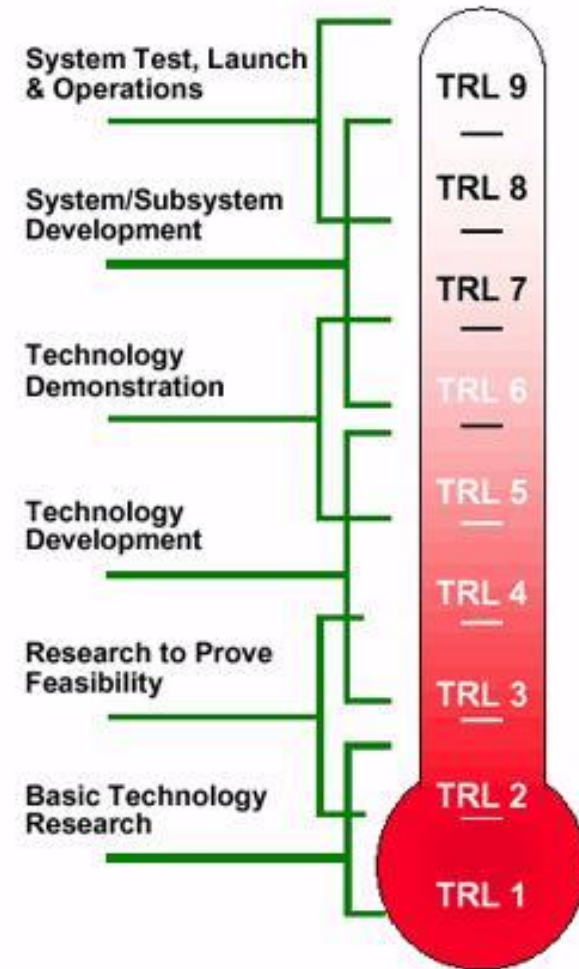 System Test, Launch
& Operations
System/Subsystem
Development
Technology
Demonstration
Technology
Development
Research to Prove
Feasibility
Basic Technology
Research
TRL 9
TRL 8
TRL 7
TRL 6
TRL 5
TRL 4
TRL 3
TRL 2
TRL 1